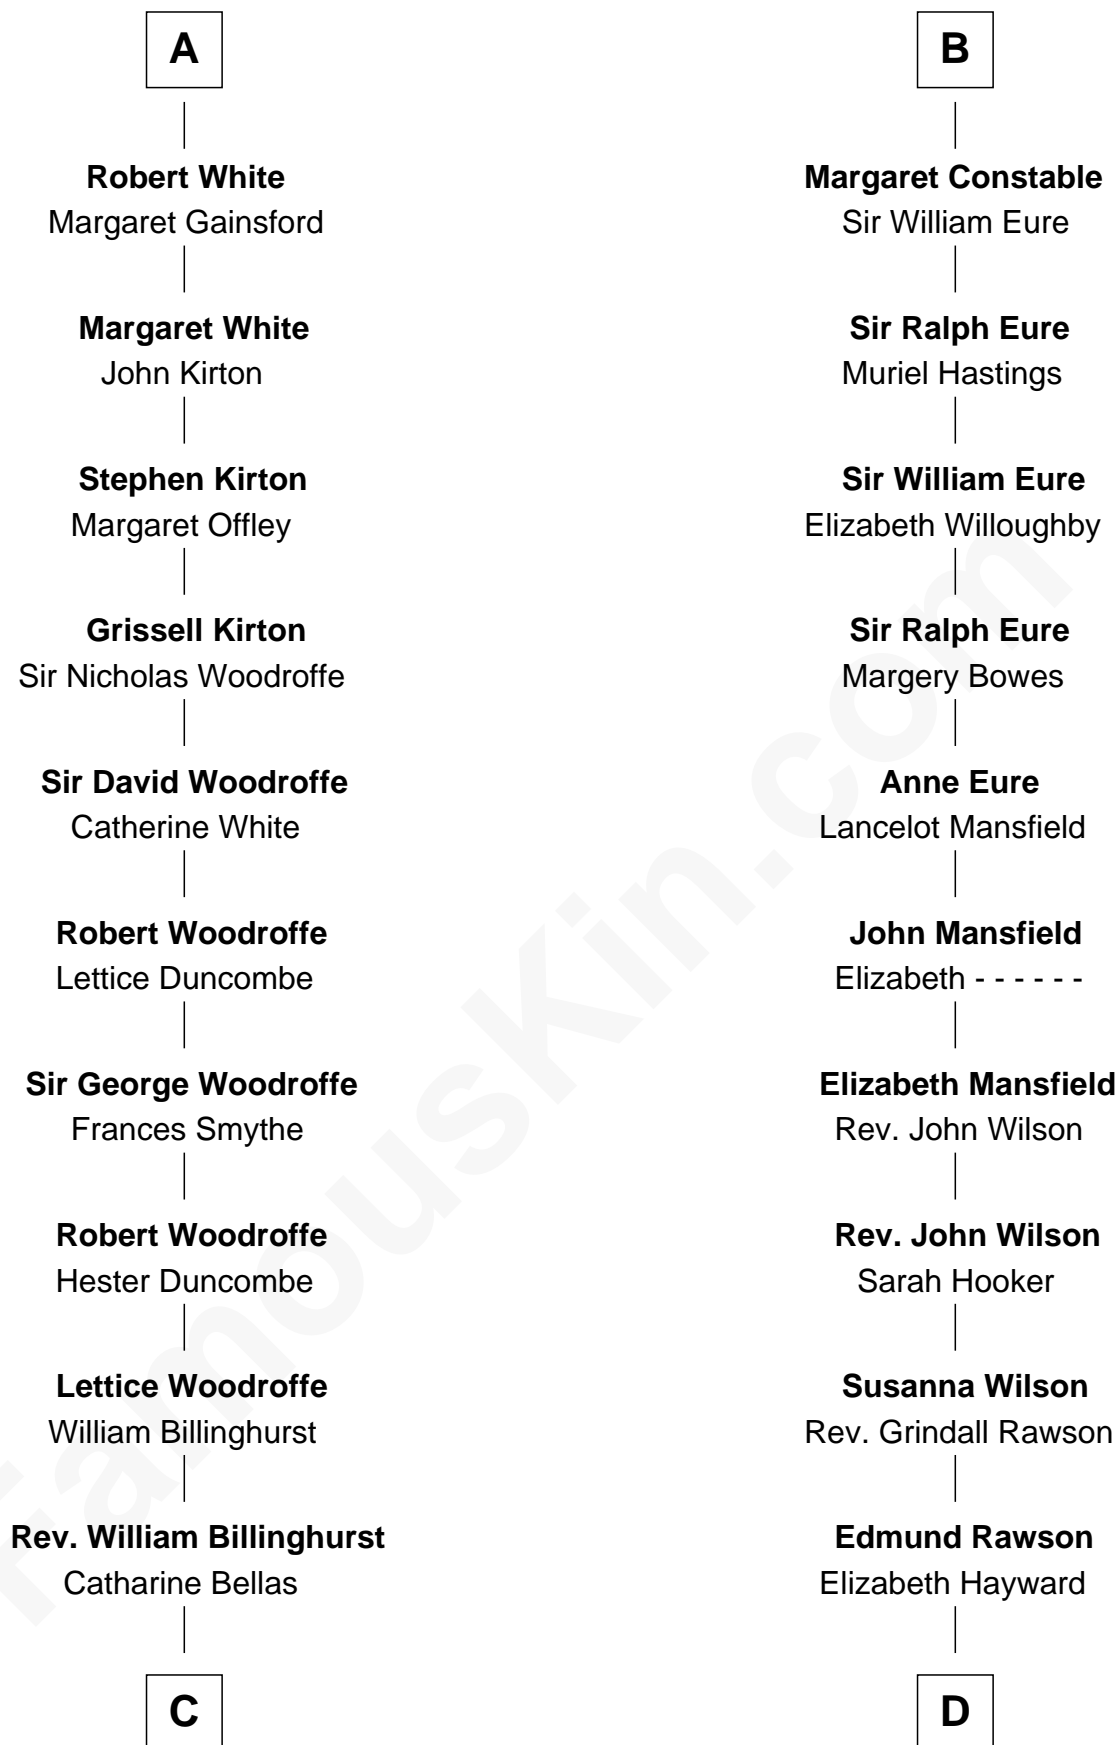 A
Robert White
Margaret Gainsford
Margaret White
John Kirton
Stephen Kirton
Margaret Offley
Grissell Kirton
Sir Nicholas Woodroffe
Sir David Woodroffe
Catherine White
Robert Woodroffe
Lettice Duncombe
Sir George Woodroffe
Frances Smythe
Robert Woodroffe
Hester Duncombe
Lettice Woodroffe
William Billinghurst
Rev. William Billinghurst
Catharine Bellas
C
B
Margaret Constable
Sir William Eure
Sir Ralph Eure
Muriel Hastings
Sir William Eure
Elizabeth Willoughby
Sir Ralph Eure
Margery Bowes
Anne Eure
Lancelot Mansfield
John Mansfield
Elizabeth - - - - - -
Elizabeth Mansfield
Rev. John Wilson
Rev. John Wilson
Sarah Hooker
Susanna Wilson
Rev. Grindall Rawson
Edmund Rawson
Elizabeth Hayward
D
FamousKin.com